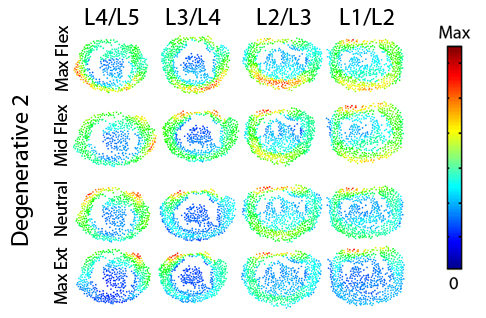 L4/L5 L3/L4 L2/L3 L1/L2
Max
Degenerative 2
Max Flex
Mid Flex
Neutral
Max Ext
0